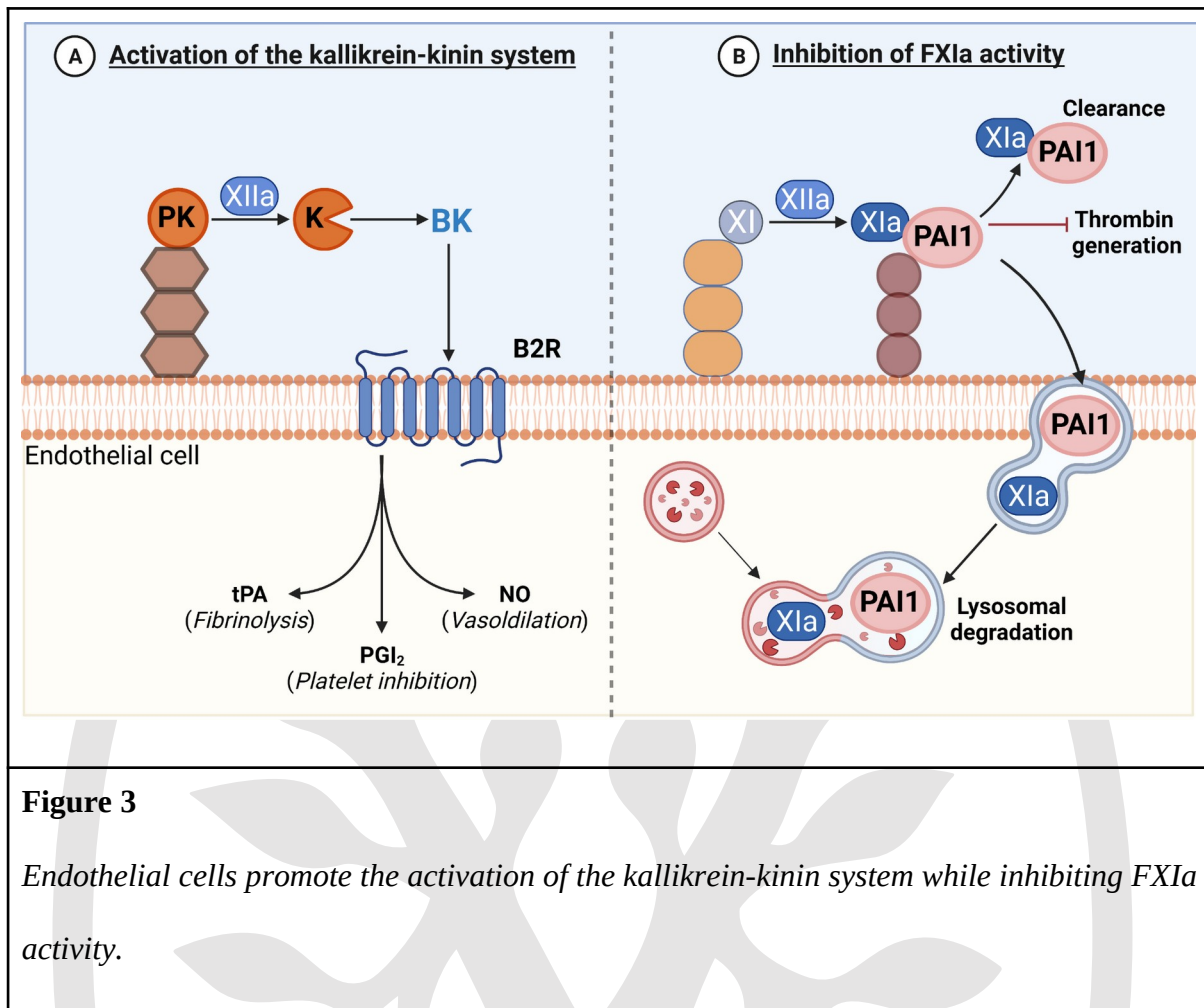 A Activation of the kallikrein-kinin system
PK
XIIa
K
BK
B2R
Endothelial cell
tPA
(Fibrinolysis)
PGI₂
(Platelet inhibition)
NO
(Vasoldilation)
B Inhibition of FXIa activity
XI
XIIa
XIa
PAI1
Clearance
XIa
PAI1
Thrombin
generation
PAI1
XIa
XIa
PAI1
Lysosomal
degradation
Figure 3
Endothelial cells promote the activation of the kallikrein-kinin system while inhibiting FXIa
activity.